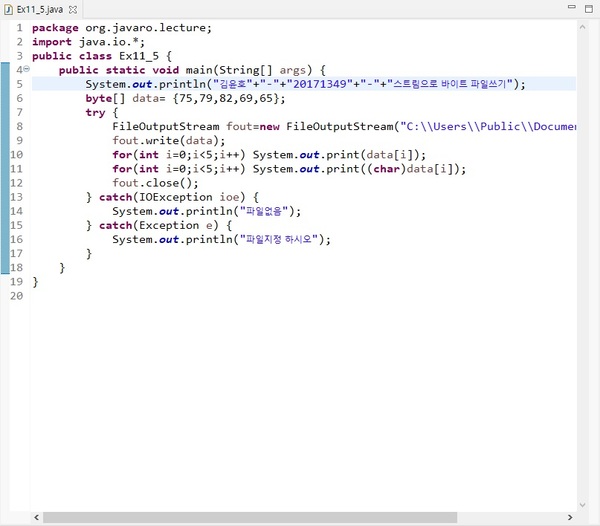 Ex11_5.java
1 package org.javaro.lecture;
2 import java.io.*;
3 public class Ex11_5 {
4 public static void main(String[] args) {
5 System.out.println("김윤호"+"-"+"20171349"+"-"+"스트림으로 바이트 파일쓰기");
6 byte[] data= {75,79,82,69,65};
7 try {
8 FileOutputStream fout=new FileOutputStream("C:\\Users\\Public\\Documen
9 fout.write(data);
10 for(int i=0;i<5;i++) System.out.print(data[i]);
11 for(int i=0;i<5;i++) System.out.print((char)data[i]);
12 fout.close();
13 } catch(IOException ioe) {
14 System.out.println("파일없음");
15 } catch(Exception e) {
16 System.out.println("파일지정 하시오");
17 }
18 }
19 }
20